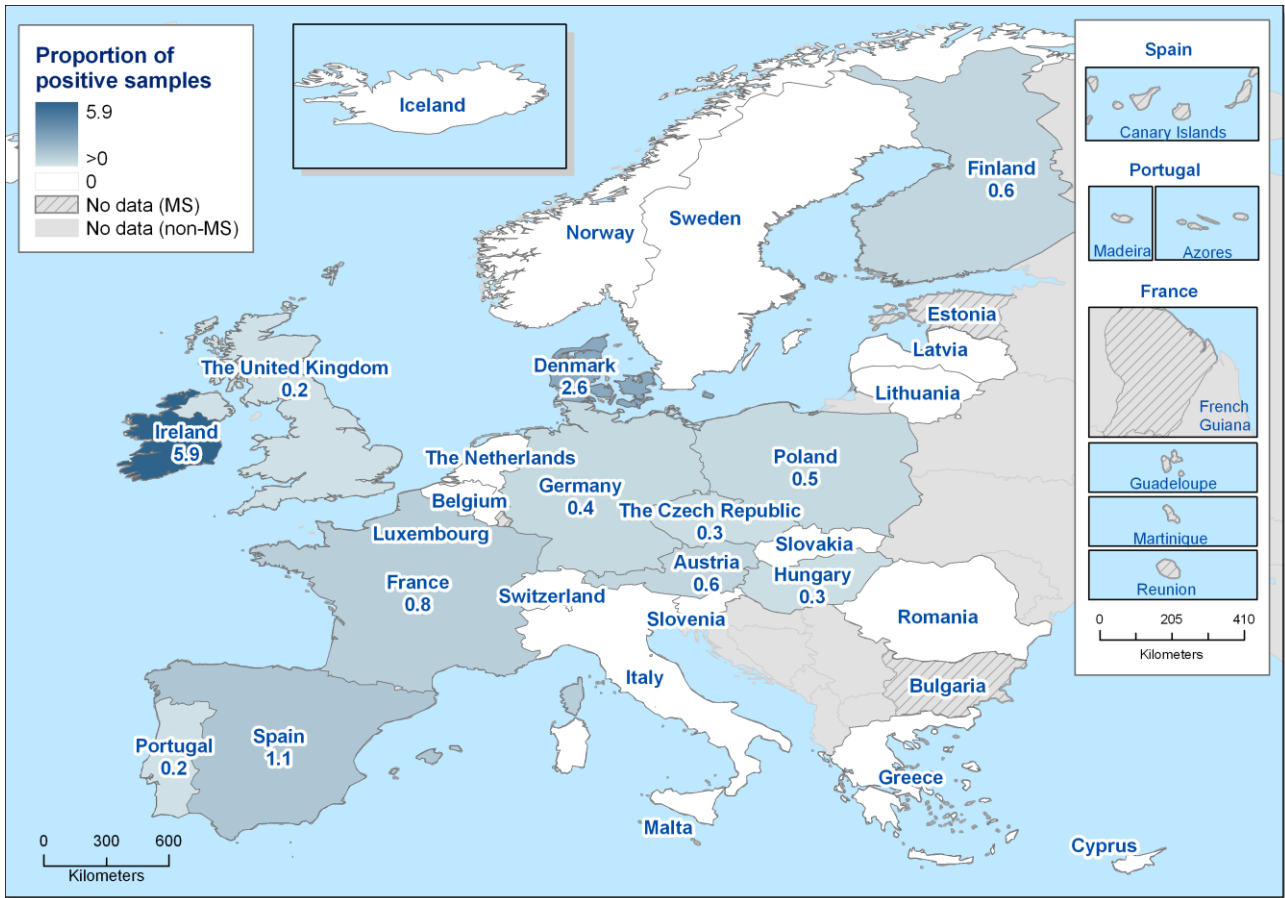 Proportion of
positive samples
5.9
>0
0
No data (MS)
No data (non-MS)
Iceland
Finland
0.6
Sweden
Norway
Estonia
Latvia
Lithuania
Denmark
2.6
The United Kingdom
0.2
Ireland
5.9
The Netherlands
Belgium
Luxembourg
Germany
0.4
Poland
0.5
The Czech Republic
0.3
Slovakia
Austria
0.6
Hungary
0.3
France
0.8
Switzerland
Slovenia
Romania
Italy
Bulgaria
Portugal
0.2
Spain
1.1
Greece
Malta
Cyprus
0 300 600
Kilometers
Spain
Canary Islands
Portugal
Madeira
Azores
France
French
Guiana
Guadeloupe
Martinique
Reunion
0 205 410
Kilometers